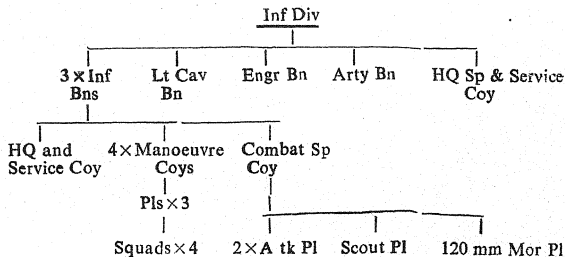 Inf Div
3×Inf Bns
Lt Cav Bn
Engr Bn
Arty Bn
HQ Sp & Service Coy
HQ and Service Coy
4×Manoeuvre Coys
Combat Sp Coy
Pls×3
Squads×4
2×A tk Pl
Scout Pl
120 mm Mor Pl